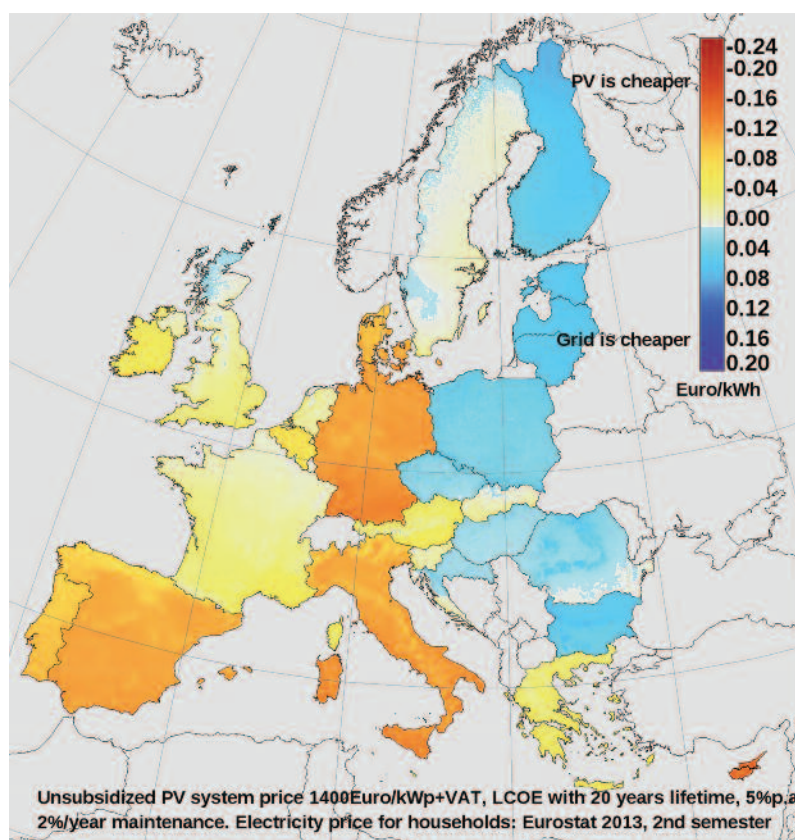 -0.24
PV is cheaper
-0.20
-0.16
-0.12
-0.08
-0.04
0.00
0.04
0.08
0.12
Grid is cheaper
0.16
0.20
Euro/kWh
Unsubsidized PV system price 1400Euro/kWp+VAT, LCOE with 20 years lifetime, 5%p.a
2%/year maintenance. Electricity price for households: Eurostat 2013, 2nd semester